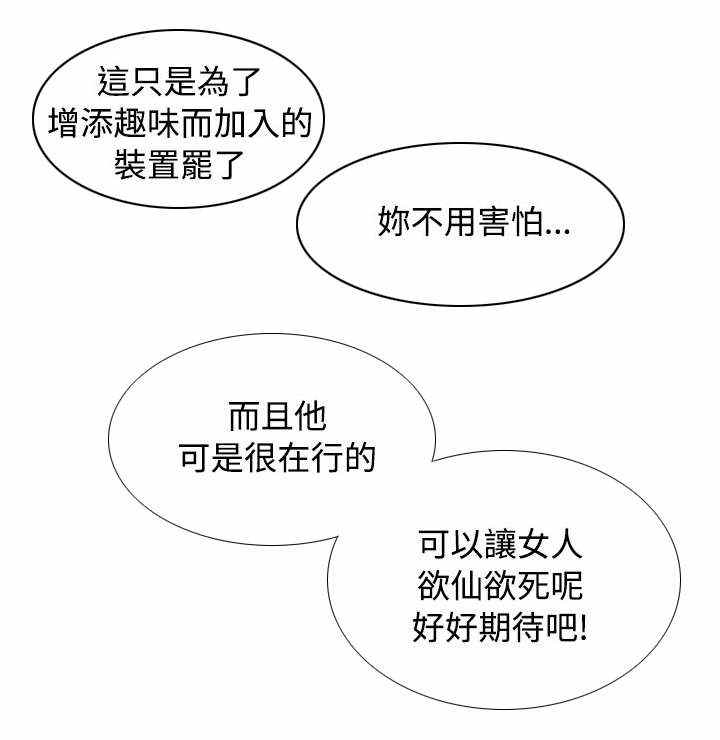 這只是為了
增添趣味而加入的
裝置罷了
妳不用害怕...
而且他
可是很在行的
可以讓女人
欲仙欲死呢
好好期待吧!